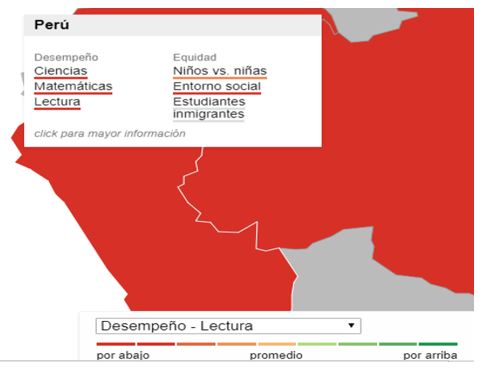 Perú
Desempeño
Ciencias
Matemáticas
Lectura
Equidad
Niños vs. niñas
Entorno social
Estudiantes
inmigrantes
click para mayor información
Desempeño - Lectura
por abajo promedio por arriba